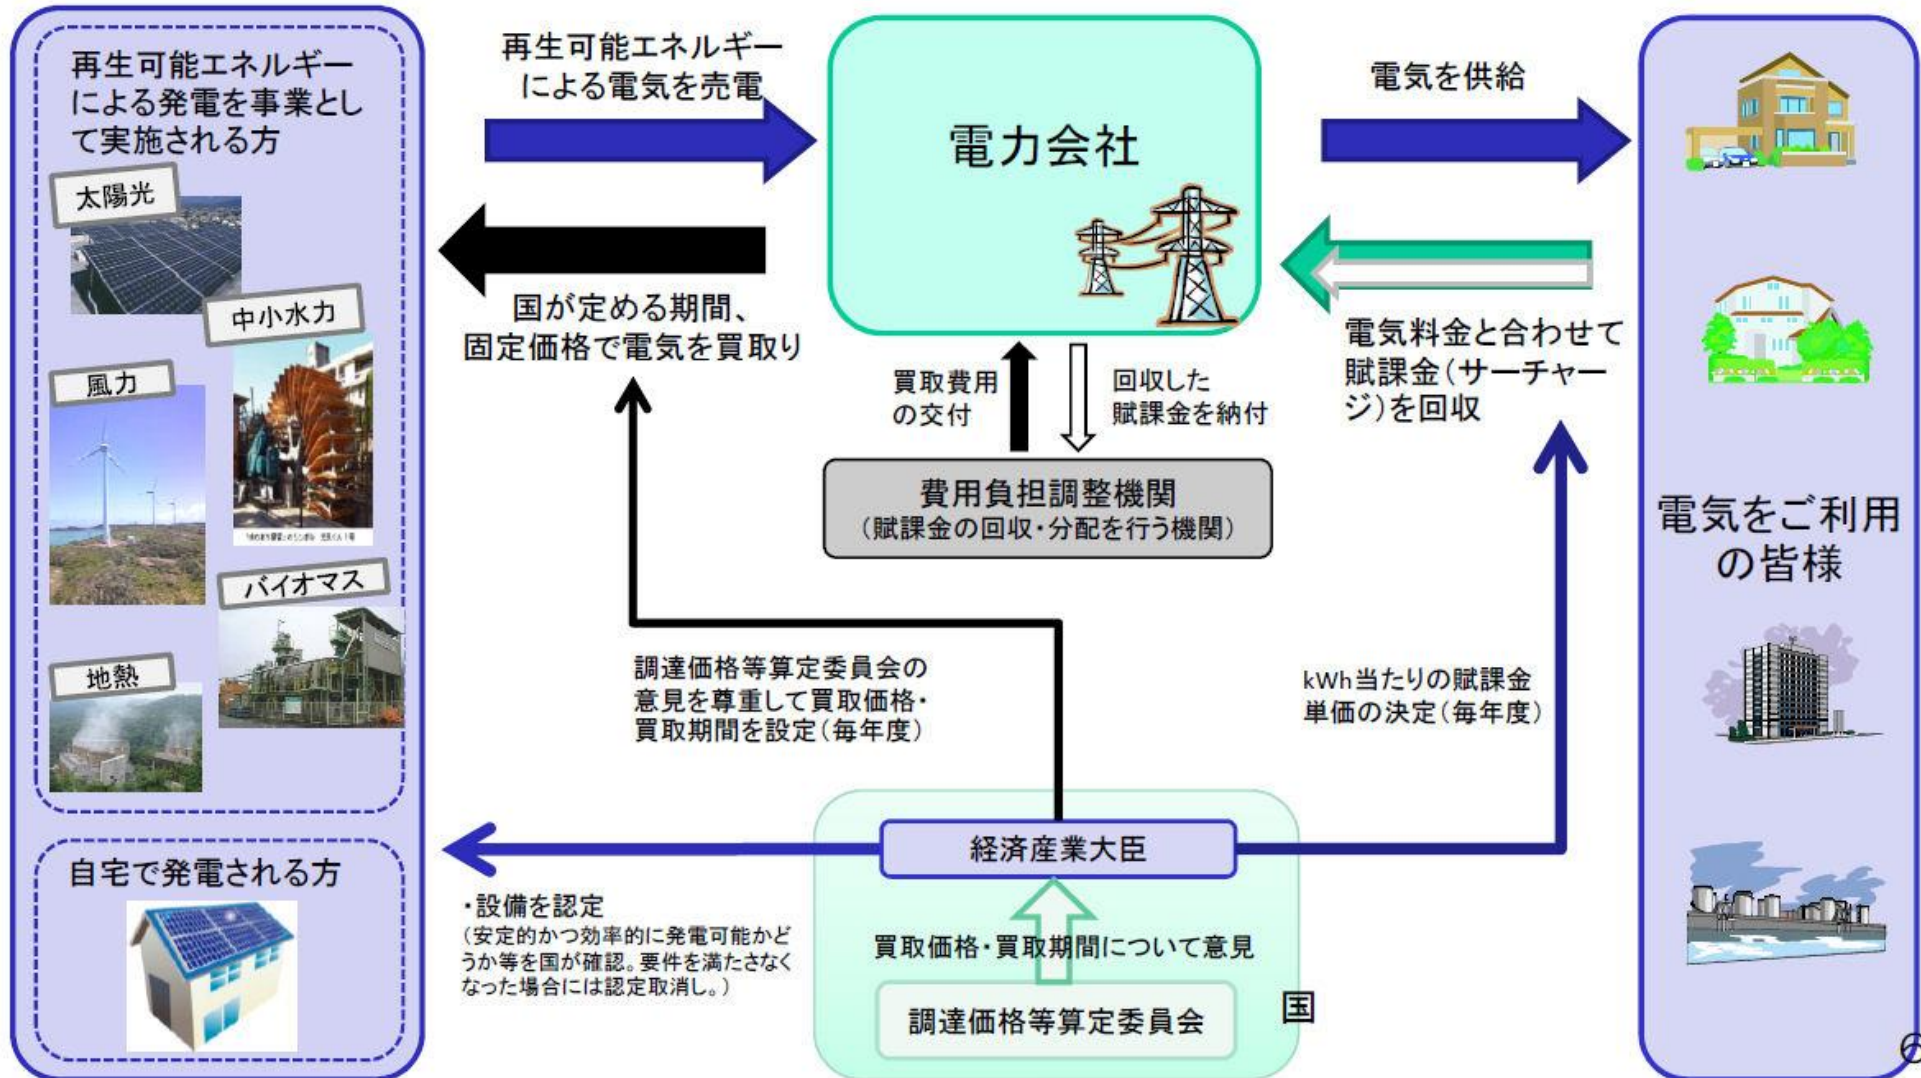 再生可能エネルギー
による発電を事業とし
て実施される方
太陽光
中小水力
風力
バイオマス
地熱
自宅で発電される方
再生可能エネルギー
による電気を売電
国が定める期間、
固定価格で電気を買取り
電力会社
買取費用
の交付
回収した
賦課金を納付
費用負担調整機関
(賦課金の回収・分配を行う機関)
電気を供給
電気料金と合わせて
賦課金(サーチャー
ジ)を回収
電気をご利用
の皆様
調達価格等算定委員会の
意見を尊重して買取価格・
買取期間を設定(毎年度)
kWh当たりの賦課金
単価の決定(毎年度)
経済産業大臣
・設備を認定
(安定的かつ効率的に発電可能かど
うか等を国が確認。要件を満たさなく
なった場合には認定取消し。)
買取価格・買取期間について意見
調達価格等算定委員会
国